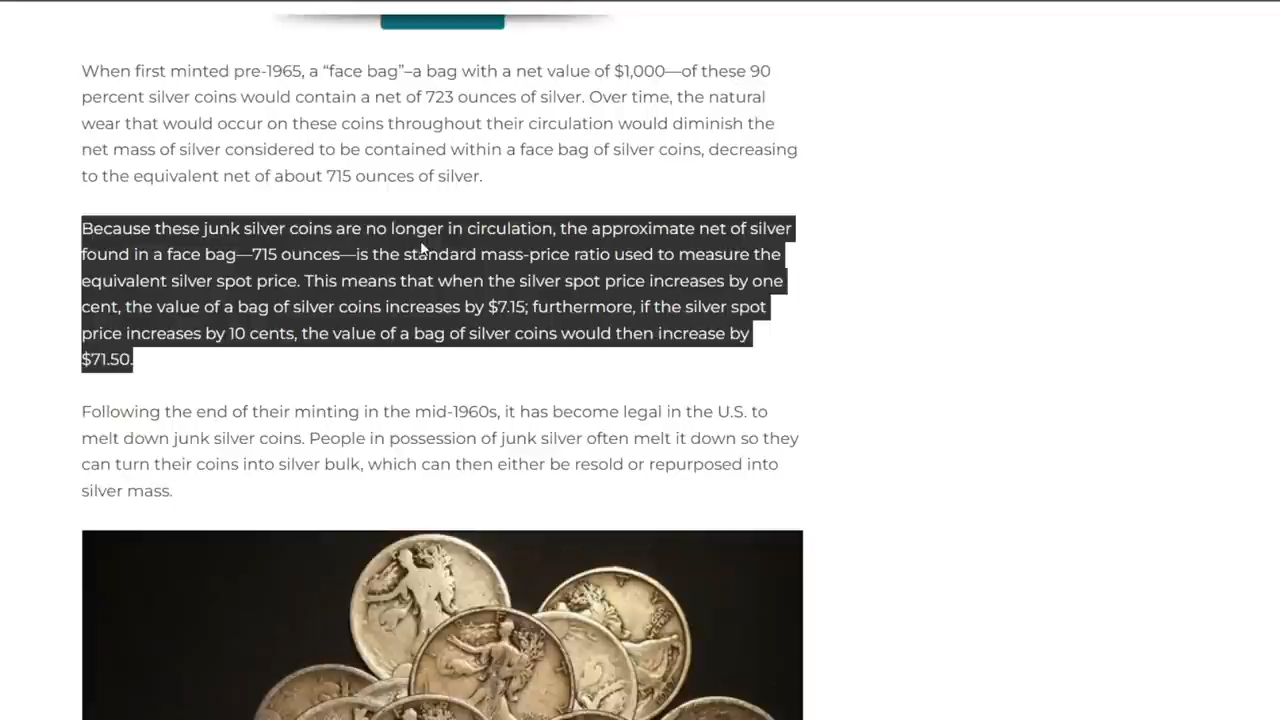 When first minted pre-1965, a “face bag”–a bag with a net value of $1,000—of these 90
percent silver coins would contain a net of 723 ounces of silver. Over time, the natural
wear that would occur on these coins throughout their circulation would diminish the
net mass of silver considered to be contained within a face bag of silver coins, decreasing
to the equivalent net of about 715 ounces of silver.
Because these junk silver coins are no longer in circulation, the approximate net of silver
found in a face bag—715 ounces—is the standard mass-price ratio used to measure the
equivalent silver spot price. This means that when the silver spot price increases by one
cent, the value of a bag of silver coins increases by $7.15; furthermore, if the silver spot
price increases by 10 cents, the value of a bag of silver coins would then increase by
$71.50.
Following the end of their minting in the mid-1960s, it has become legal in the U.S. to
melt down junk silver coins. People in possession of junk silver often melt it down so they
can turn their coins into silver bulk, which can then either be resold or repurposed into
silver mass.